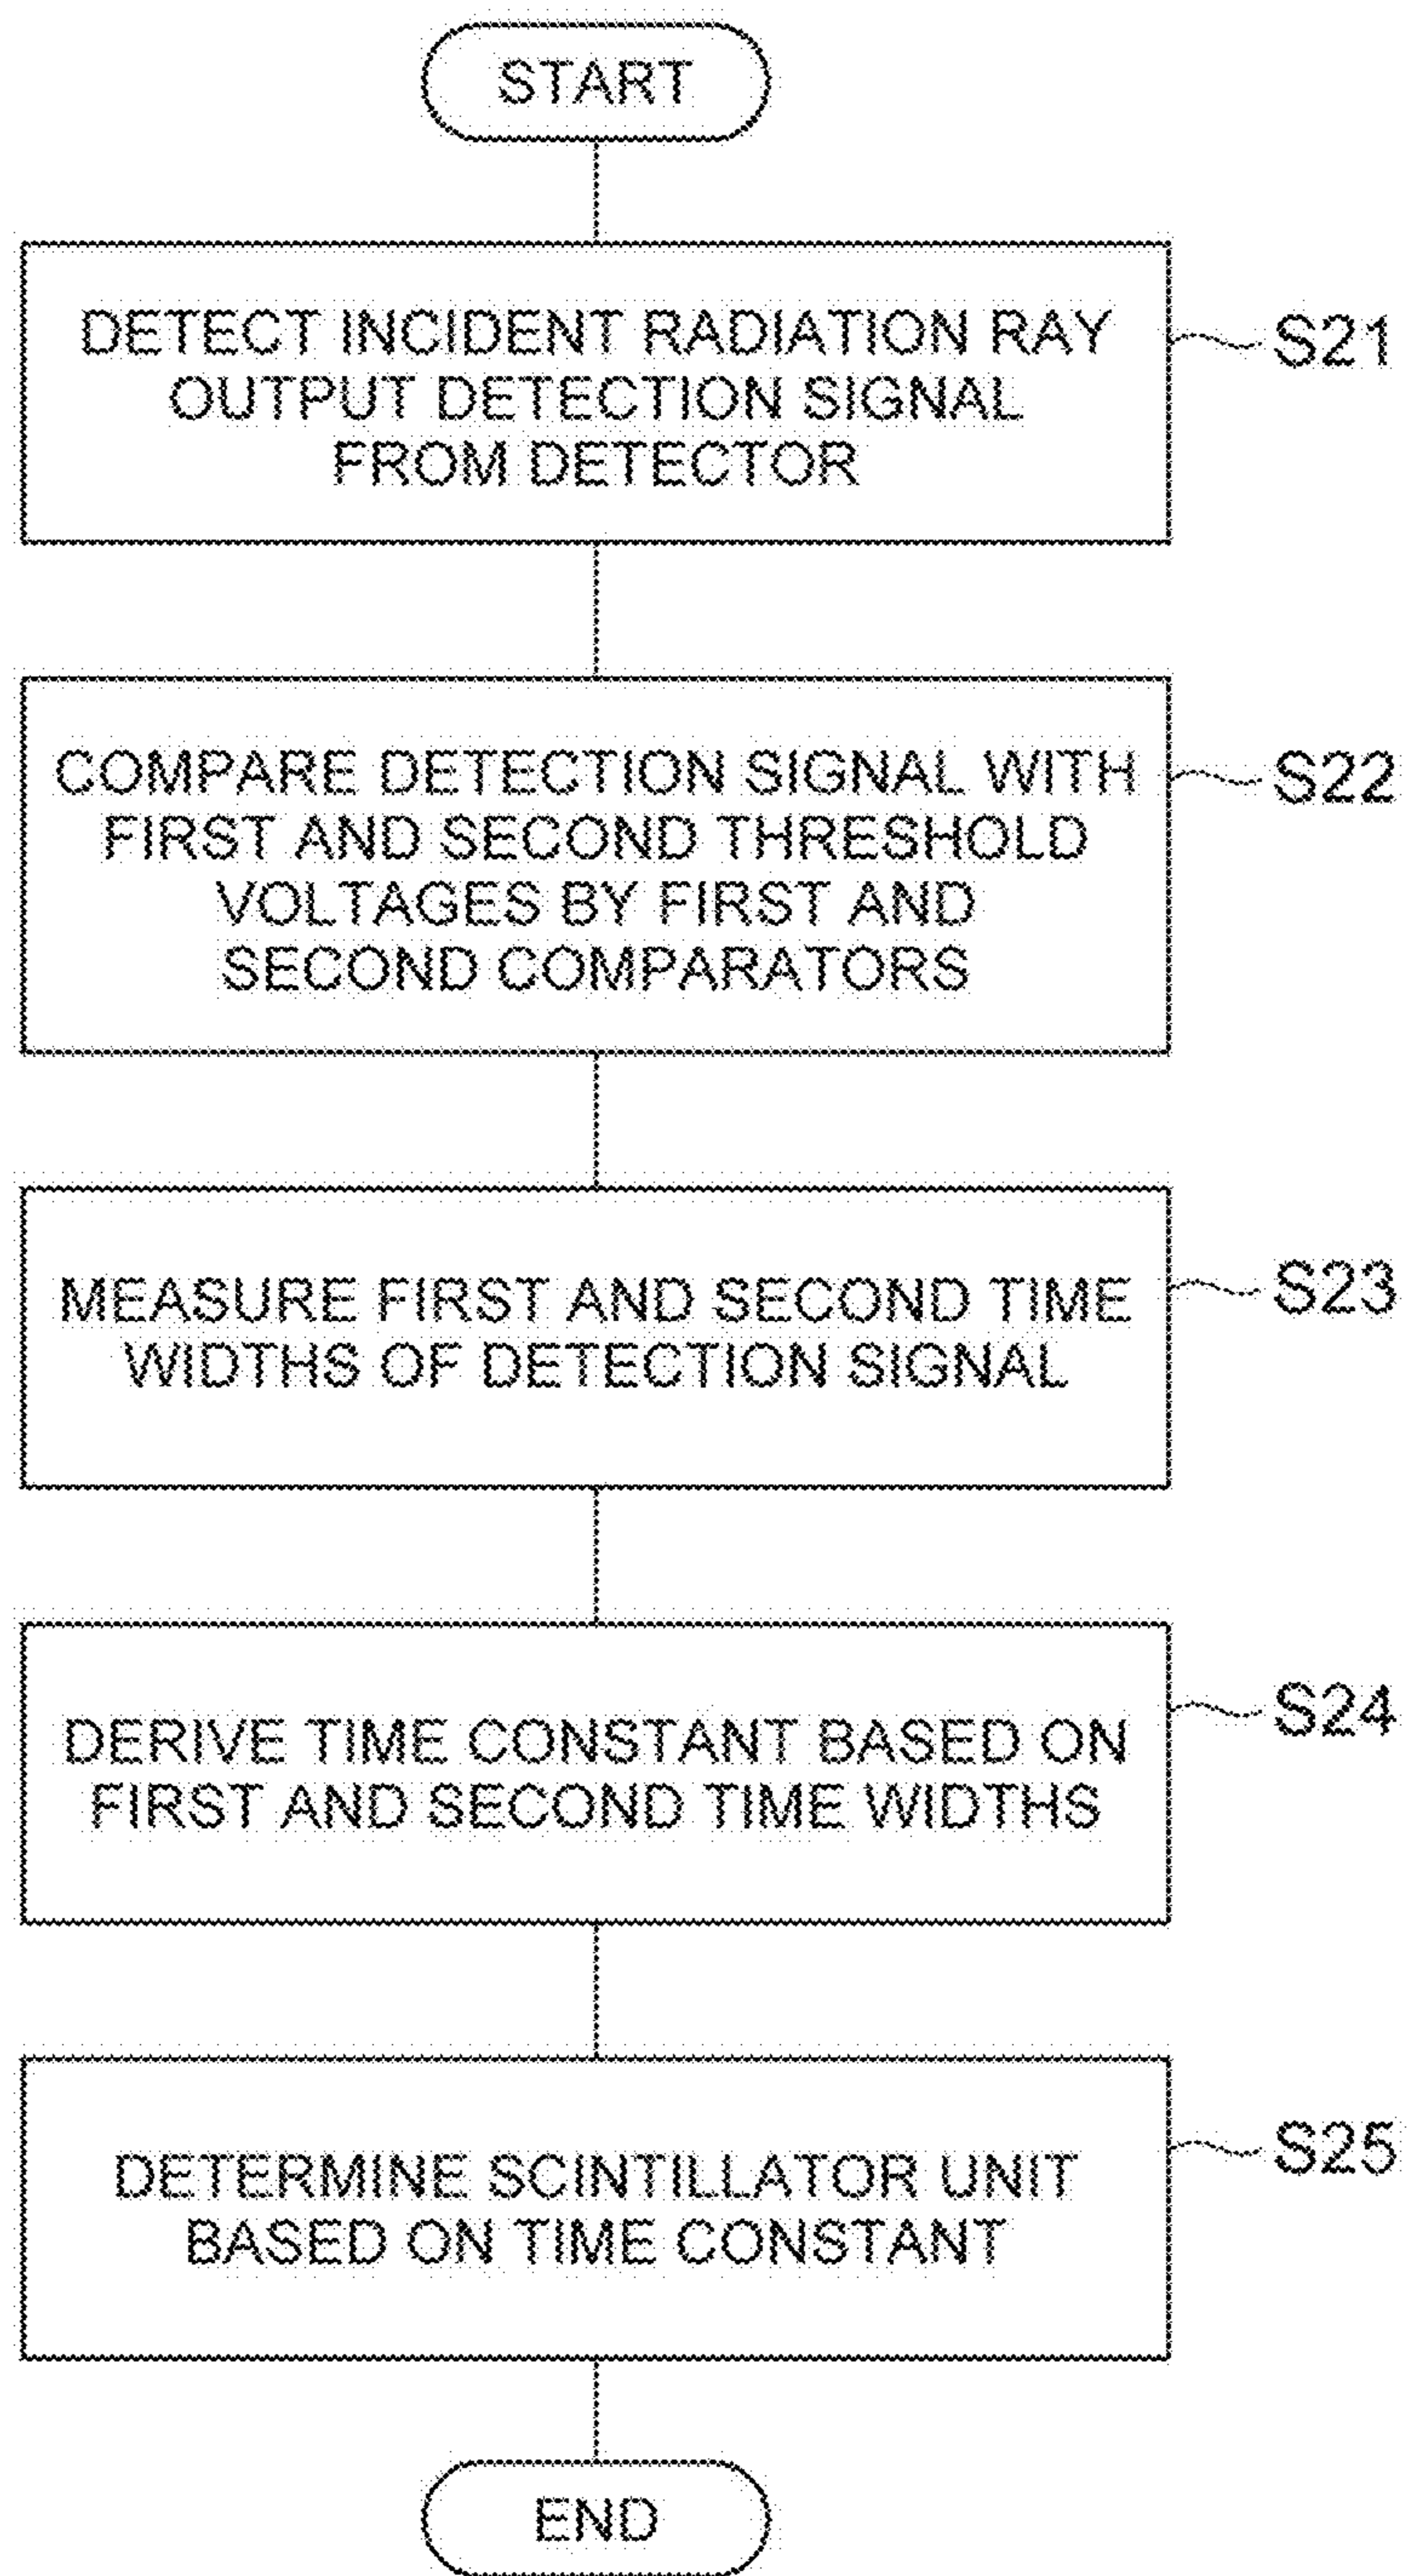 START
DETECT INCIDENT RADIATION RAY
OUTPUT DETECTION SIGNAL
FROM DETECTOR
S21
COMPARE DETECTION SIGNAL WITH
FIRST AND SECOND THRESHOLD
VOLTAGES BY FIRST AND
SECOND COMPARATORS
S22
MEASURE FIRST AND SECOND TIME
WIDTHS OF DETECTION SIGNAL
S23
DERIVE TIME CONSTANT BASED ON
FIRST AND SECOND TIME WIDTHS
S24
DETERMINE SCINTILLATOR UNIT
BASED ON TIME CONSTANT
S25
END